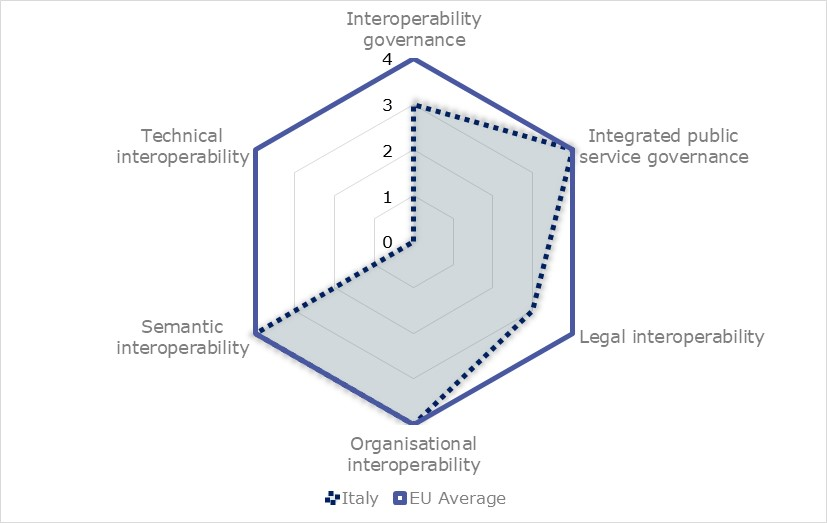 Interoperability
governance
4
3
2
1
0
Technical
interoperability
Integrated public
service governance
Semantic
interoperability
Legal interoperability
Organisational
interoperability
Italy EU Average